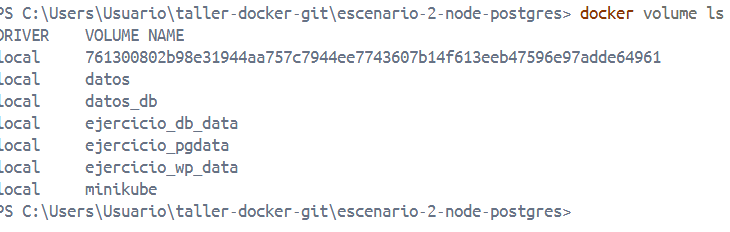 PS C:\Users\Usuario\taller-docker-git\escenario-2-node-postgres> docker volume ls
DRIVER    VOLUME NAME
local     761300802b98e31944aa757c7944ee7743607b14f613eeb47596e97adde64961
local     datos
local     datos_db
local     ejercicio_db_data
local     ejercicio_pgdata
local     ejercicio_wp_data
local     minikube
PS C:\Users\Usuario\taller-docker-git\escenario-2-node-postgres>